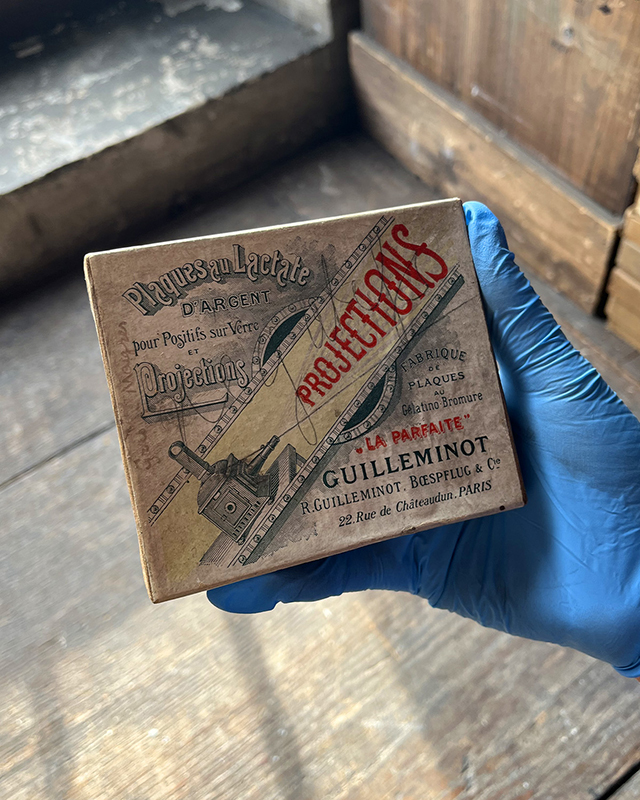 Plaques au Lactate
D'ARGENT
pour Positifs sur Verre
ET
Projections
PROJECTIONS
FABRIQUE
DE
PLAQUES
AU
Gélatino-Bromure
"LA PARFAITE"
GUILLEMINOT
R. GUILLEMINOT, BŒSPFLUG & Cie
22, Rue de Châteaudun, PARIS